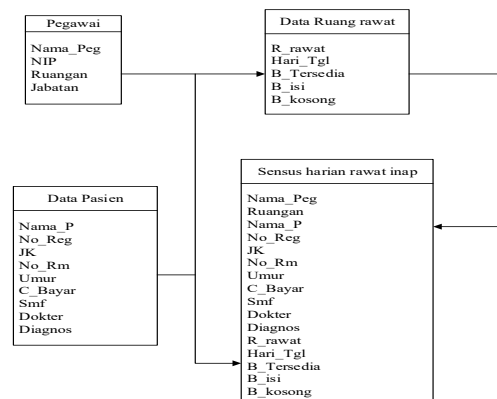 Pegawai
Nama_Peg
NIP
Ruangan
Jabatan
Data Ruang rawat
R_rawat
Hari_Tgl
B_Tersedia
B_isi
B_kosong
Data Pasien
Nama_P
No_Reg
JK
No_Rm
Umur
C_Bayar
Smf
Dokter
Diagnos
Sensus harian rawat inap
Nama_Peg
Ruangan
Nama_P
No_Reg
JK
No_Rm
Umur
C_Bayar
Smf
Dokter
Diagnos
R_rawat
Hari_Tgl
B_Tersedia
B_isi
B_kosong